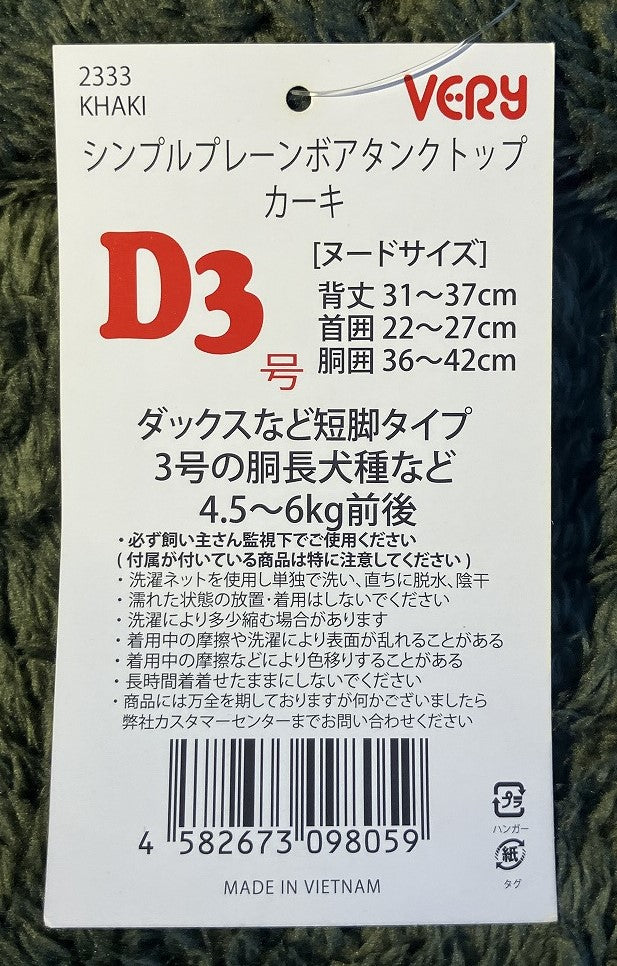 2333
KHAKI
VERY
シンプルプレーンボアタンクトップ
カーキ
D3号
[ヌードサイズ]
背丈 31〜37cm
首囲 22〜27cm
胴囲 36〜42cm
ダックスなど短脚タイプ
3号の胴長犬種など
4.5〜6kg前後
・必ず飼い主さん監視下でご使用ください
(付属が付いている商品は特に注意してください)
・洗濯ネットを使用し単独で洗い、直ちに脱水、陰干
・濡れた状態の放置・着用はしないでください
・洗濯により多少縮む場合があります
・着用中の摩擦や洗濯により表面が乱れることがある
・着用中の摩擦などにより色移りすることがある
・長時間着着せたままにしないでください
・商品には万全を期しておりますが何かございましたら
弊社カスタマーセンターまでお問い合わせください
4 582673 098059
MADE IN VIETNAM
プラ
ハンガー
紙
タグ